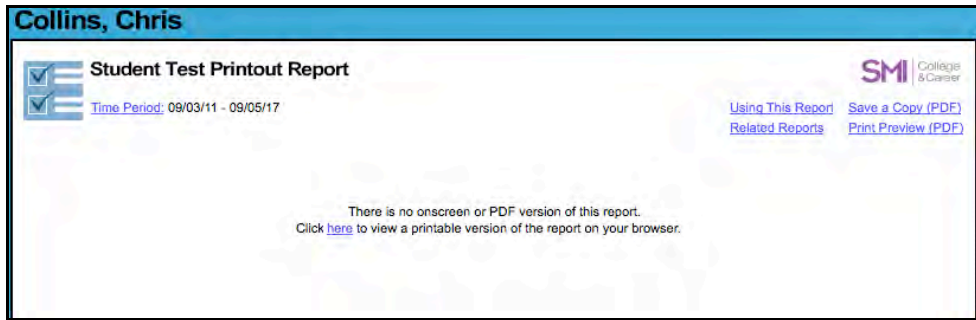 Collins, Chris
Student Test Printout Report
SMI College & Career
Time Period: 09/03/11 - 09/05/17
Using This Report Save a Copy (PDF)
Related Reports Print Preview (PDF)
There is no onscreen or PDF version of this report.
Click here to view a printable version of the report on your browser.